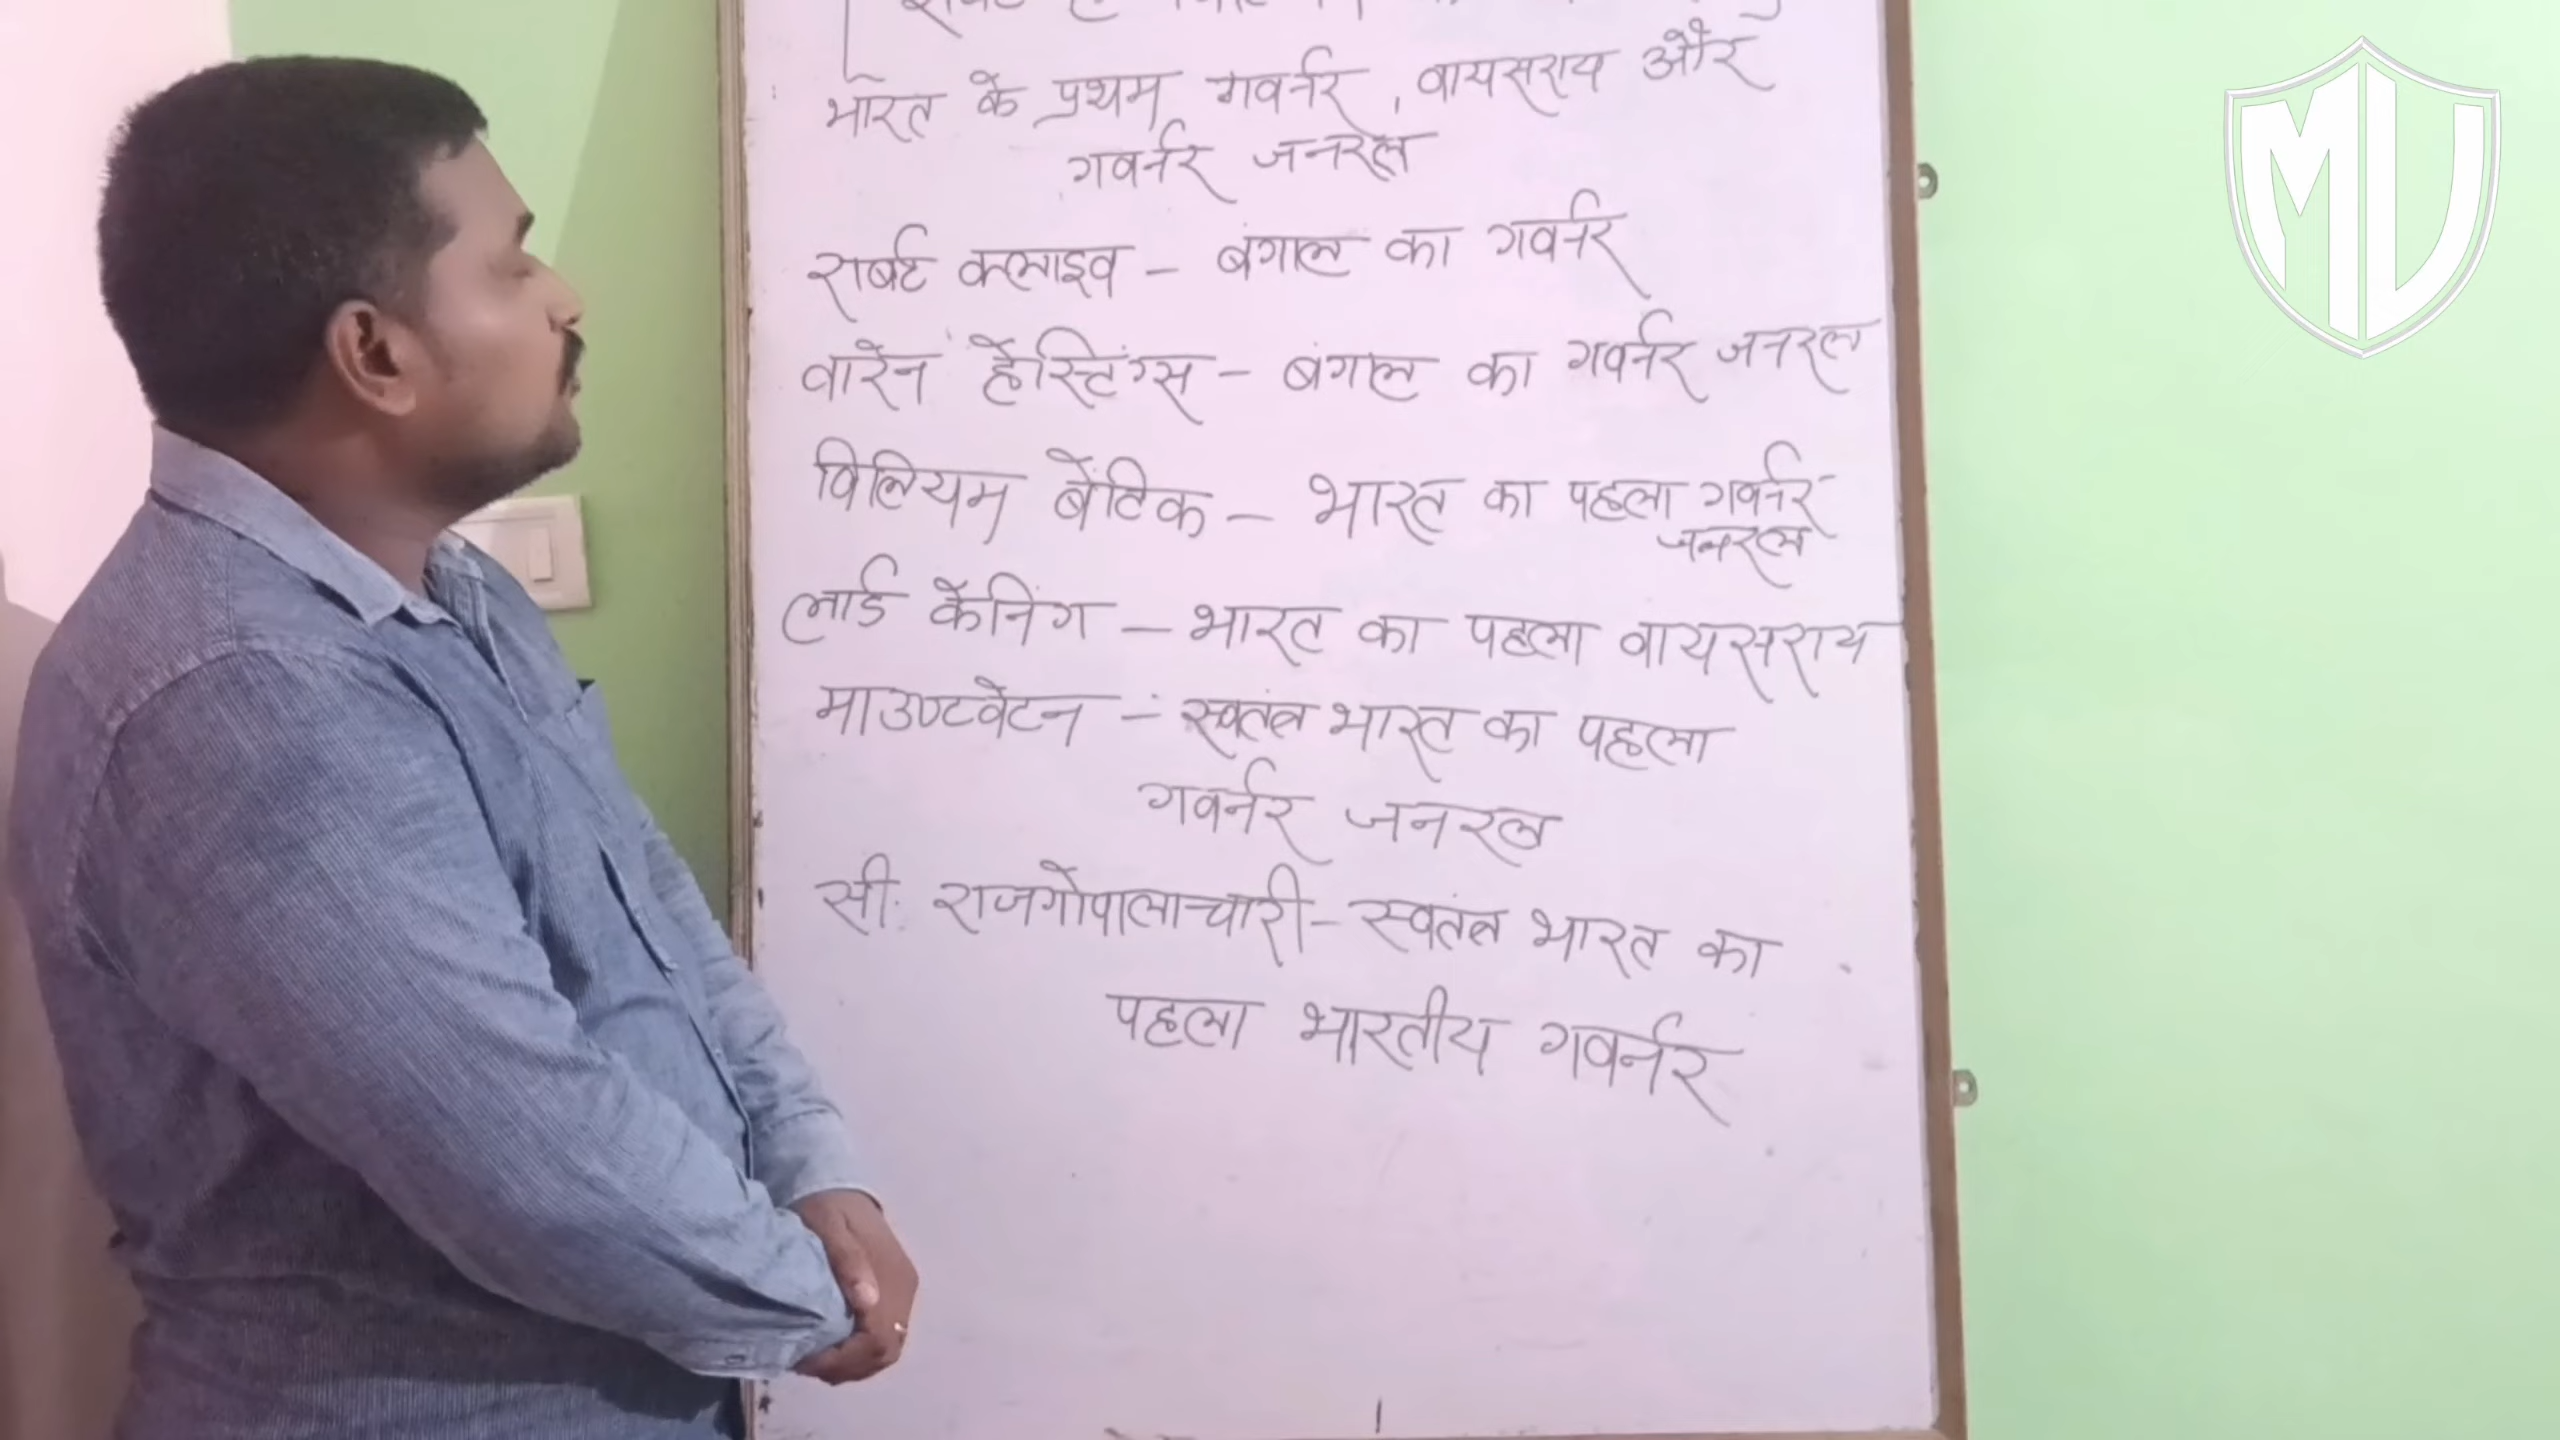 भारत के प्रथम गवर्नर, वायसराय और
गवर्नर जनरल
राबर्ट क्लाइव - बंगाल का गवर्नर
वारेन हेस्टिंग्स - बंगाल का गवर्नर जनरल
विलियम बेंटिक - भारत का पहला गवर्नर
जनरल
लार्ड केनिंग - भारत का पहला वायसराय
माउण्टवेटन - स्वतंत्र भारत का पहला
गवर्नर जनरल
सी. राजगोपालाचारी - स्वतंत्र भारत का
पहला भारतीय गवर्नर
MU